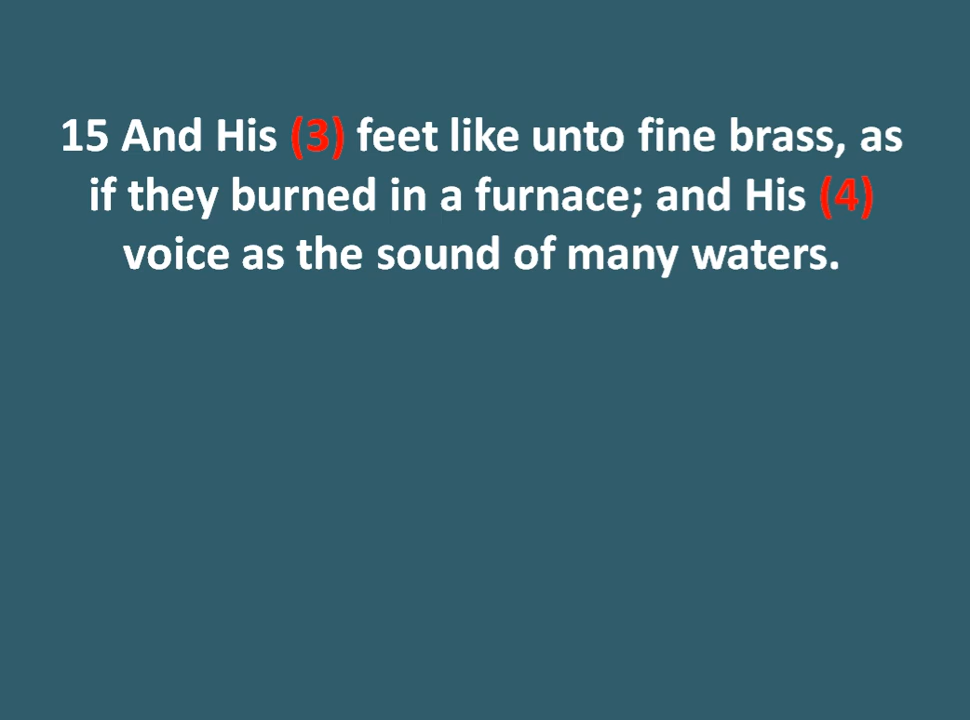 15 And His (3) feet like unto fine brass, as
if they burned in a furnace; and His (4)
voice as the sound of many waters.